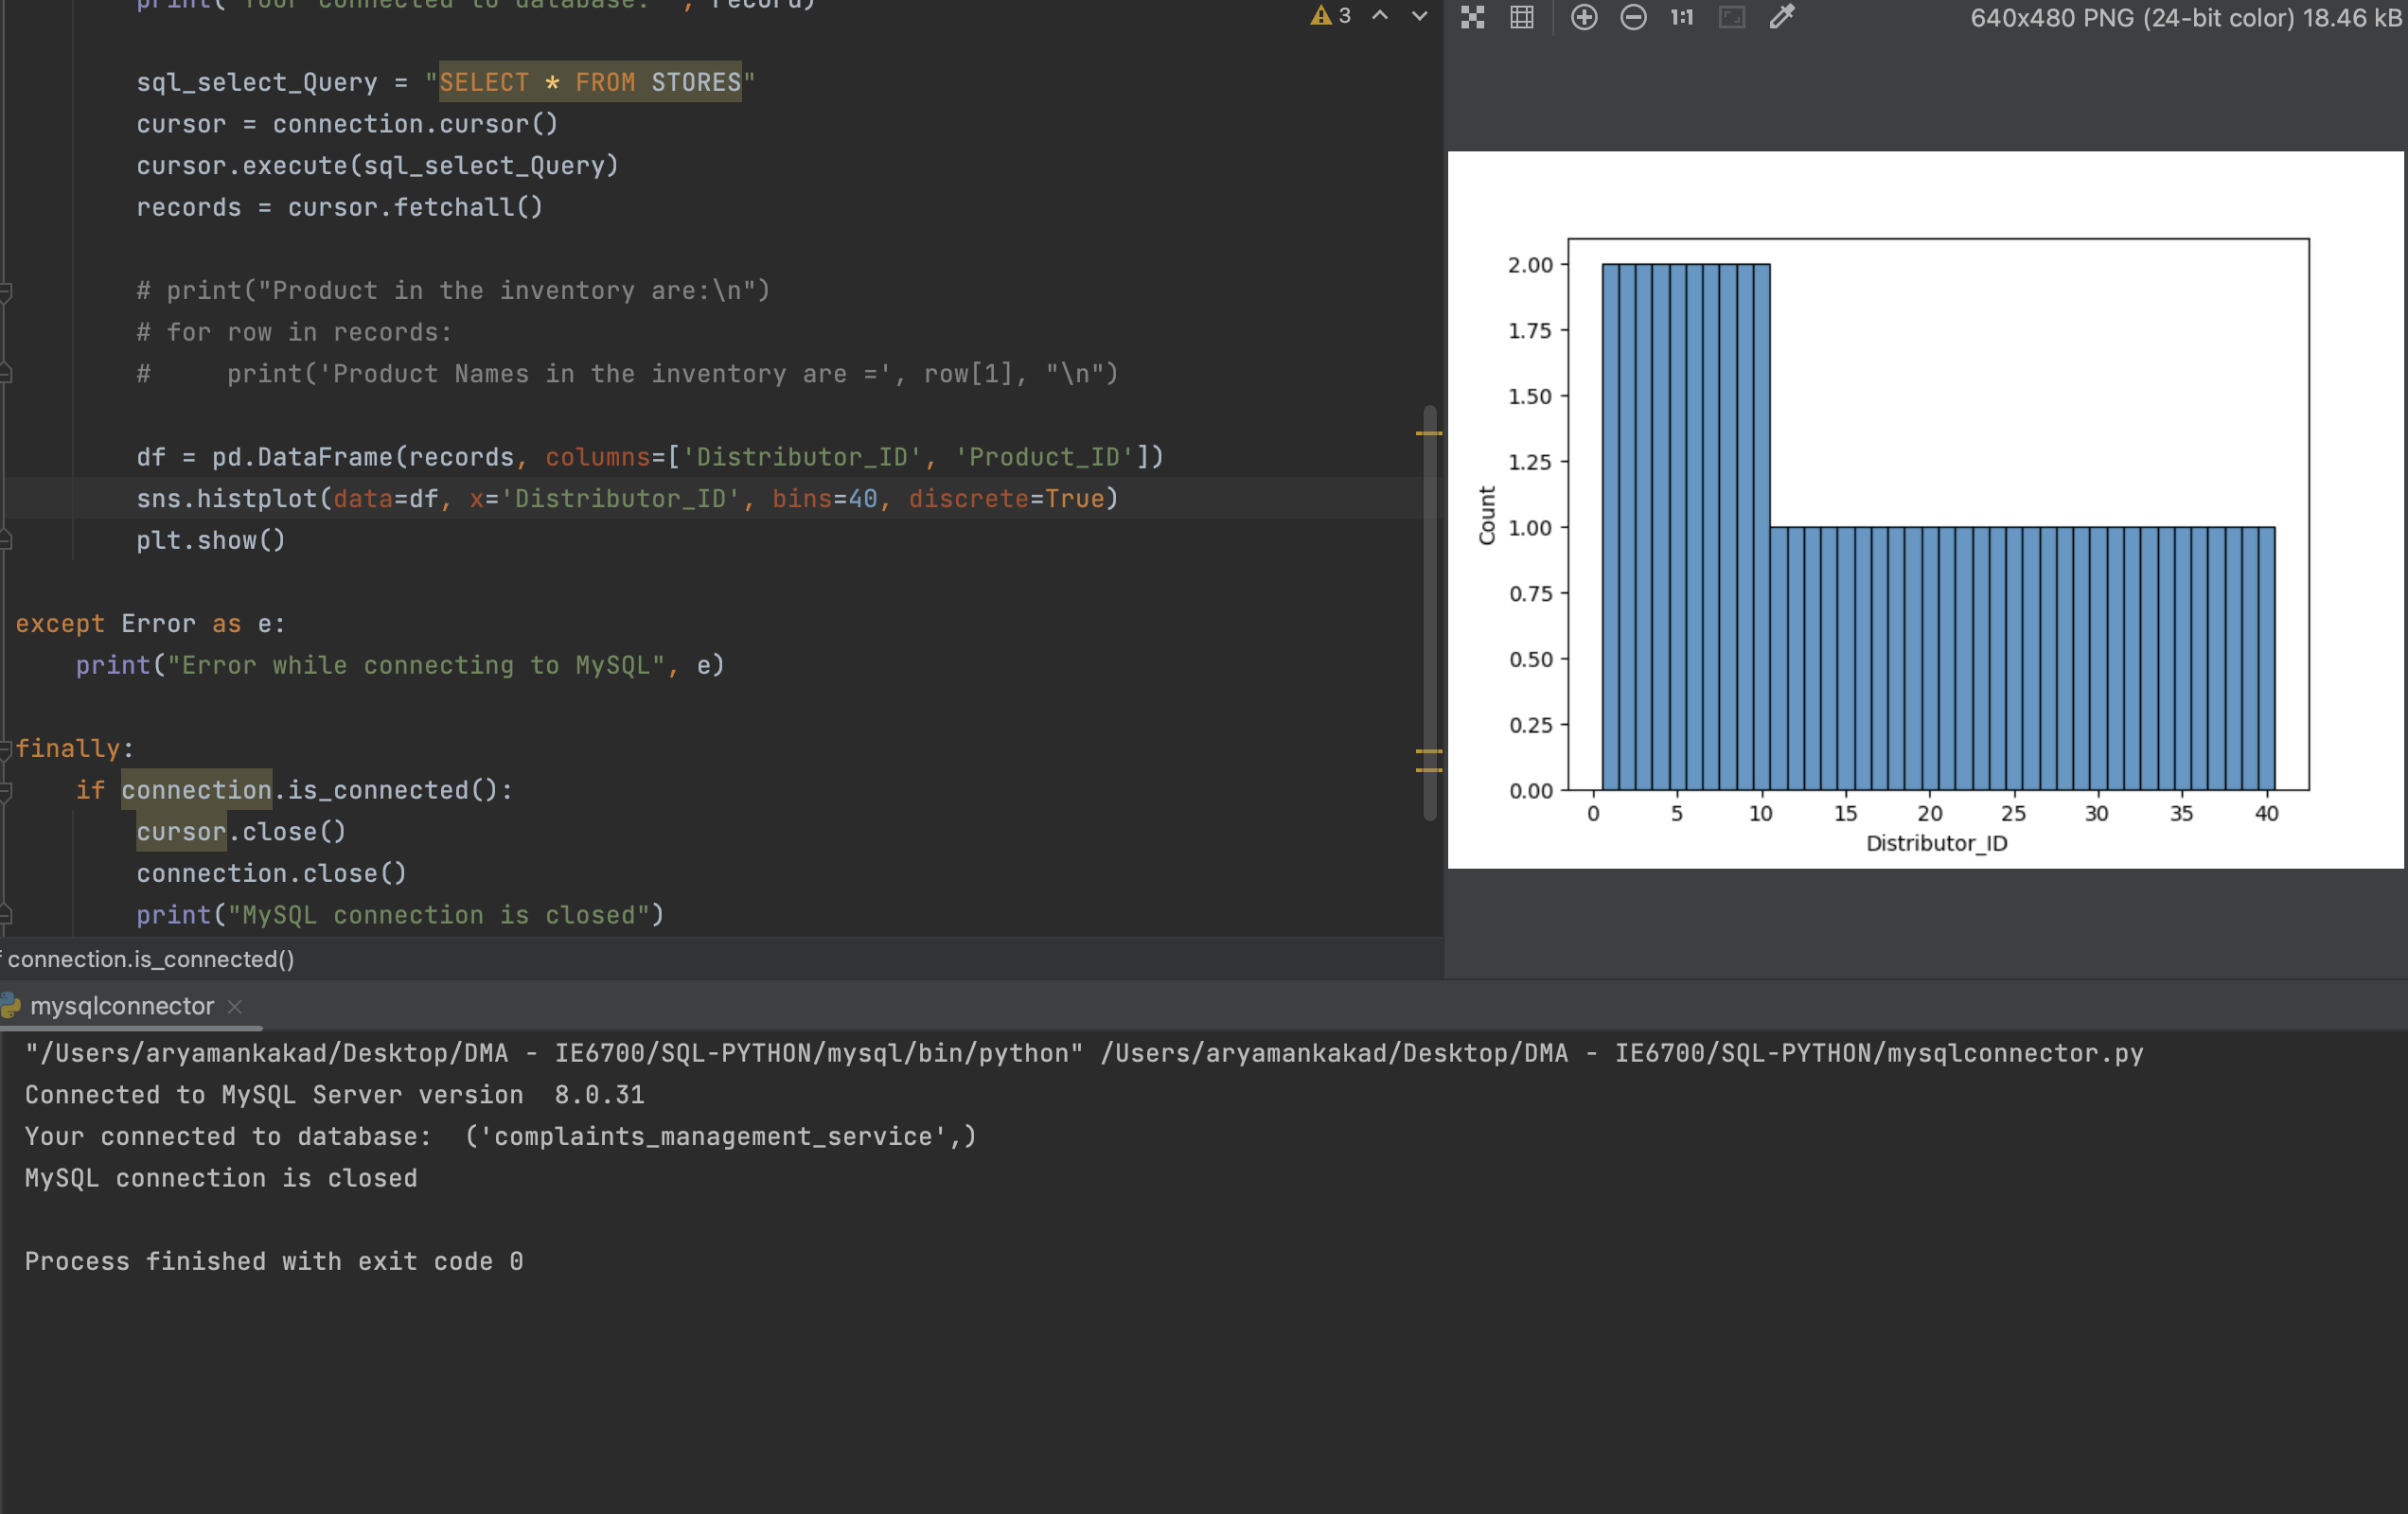 print("Your connected to database: ", record)
sql_select_Query = "SELECT * FROM STORES"
cursor = connection.cursor()
cursor.execute(sql_select_Query)
records = cursor.fetchall()
# print("Product in the inventory are:\n")
# for row in records:
#     print('Product Names in the inventory are =', row[1], "\n")
df = pd.DataFrame(records, columns=['Distributor_ID', 'Product_ID'])
sns.histplot(data=df, x='Distributor_ID', bins=40, discrete=True)
plt.show()
except Error as e:
print("Error while connecting to MySQL", e)
finally:
if connection.is_connected():
cursor.close()
connection.close()
print("MySQL connection is closed")
connection.is_connected()
3
1:1
640x480 PNG (24-bit color) 18.46 kB
2.00
1.75
1.50
1.25
1.00
0.75
0.50
0.25
0.00
Count
0 5 10 15 20 25 30 35 40
Distributor_ID
mysqlconnector
"/Users/aryamankakad/Desktop/DMA - IE6700/SQL-PYTHON/mysql/bin/python" /Users/aryamankakad/Desktop/DMA - IE6700/SQL-PYTHON/mysqlconnector.py
Connected to MySQL Server version  8.0.31
Your connected to database:  ('complaints_management_service',)
MySQL connection is closed
Process finished with exit code 0